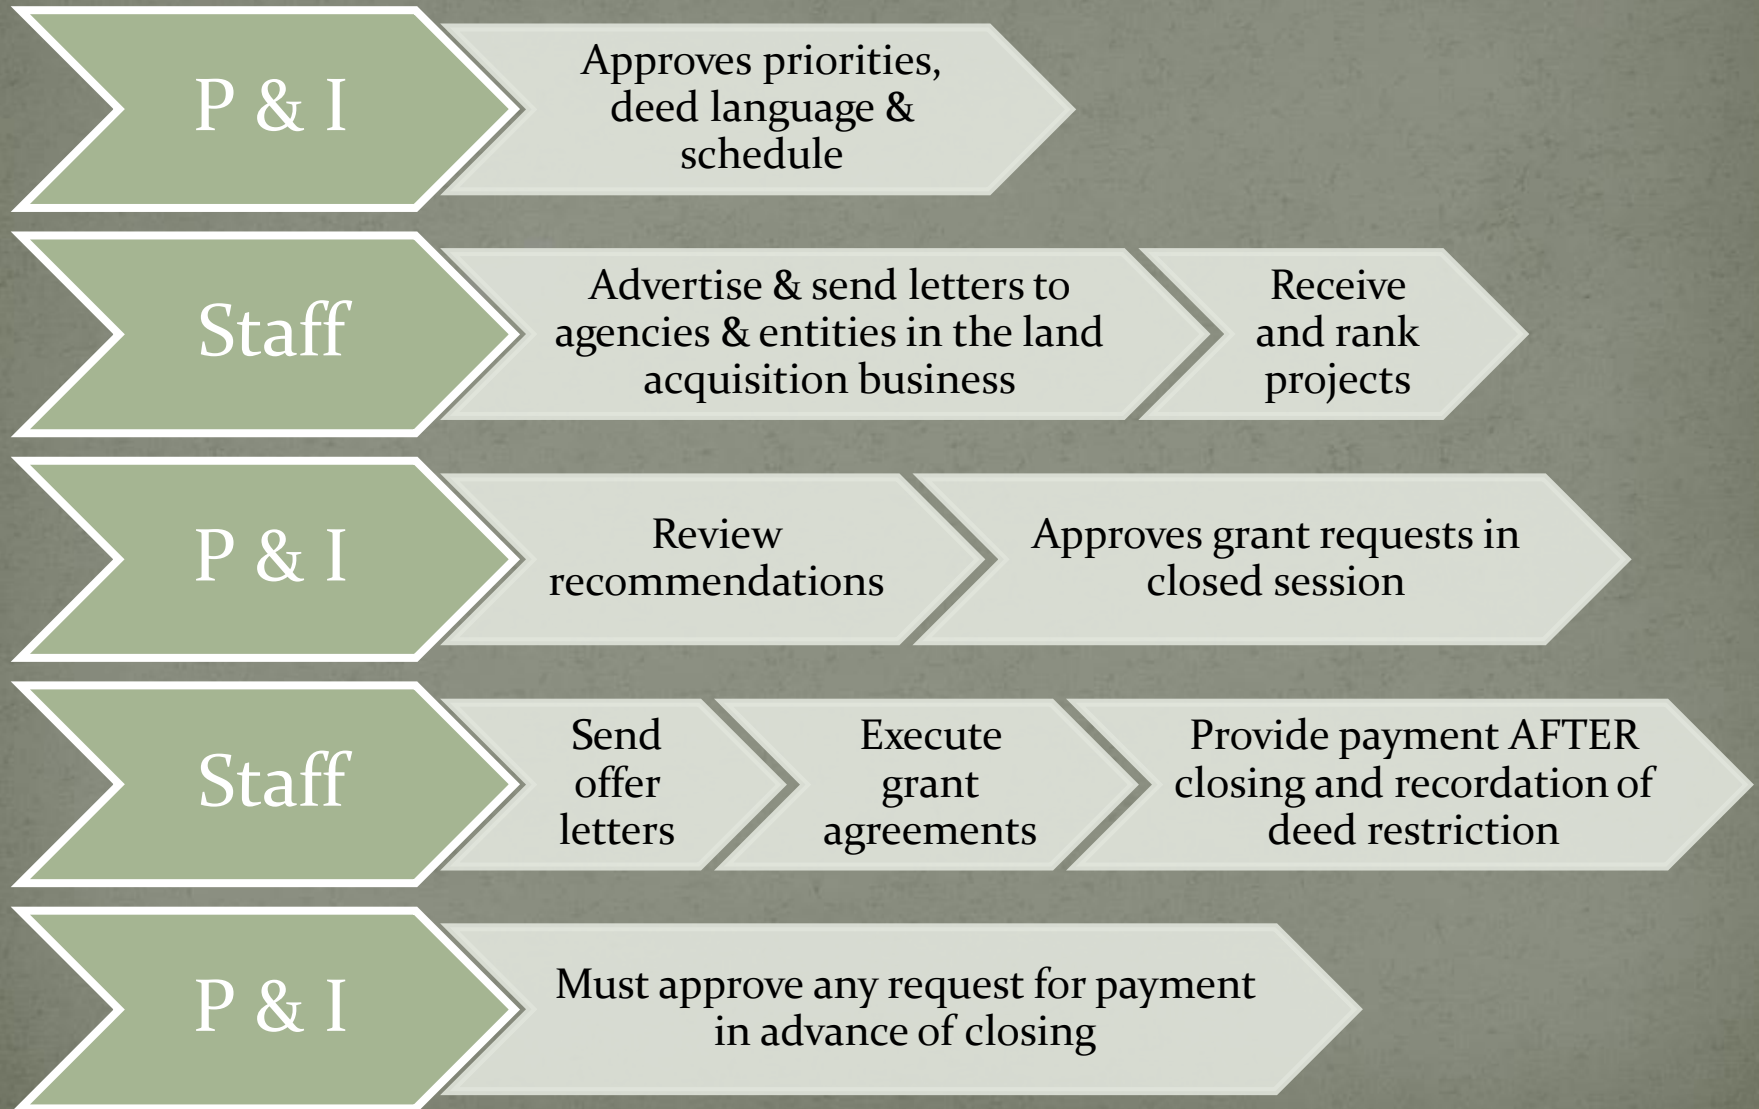 P & I
Approves priorities,
deed language &
schedule
Staff
Advertise & send letters to
agencies & entities in the land
acquisition business
Receive
and rank
projects
P & I
Review
recommendations
Approves grant requests in
closed session
Staff
Send
offer
letters
Execute
grant
agreements
Provide payment AFTER
closing and recordation of
deed restriction
P & I
Must approve any request for payment
in advance of closing